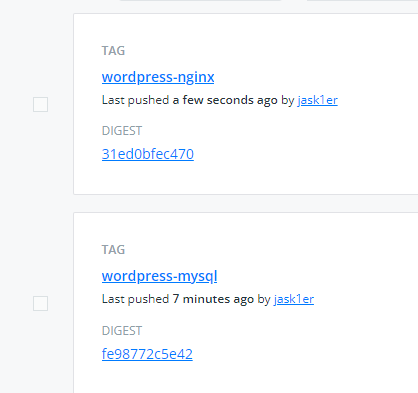 TAG
wordpress-nginx
Last pushed a few seconds ago by jask1er
DIGEST
31ed0bfec470
TAG
wordpress-mysql
Last pushed 7 minutes ago by jask1er
DIGEST
fe98772c5e42